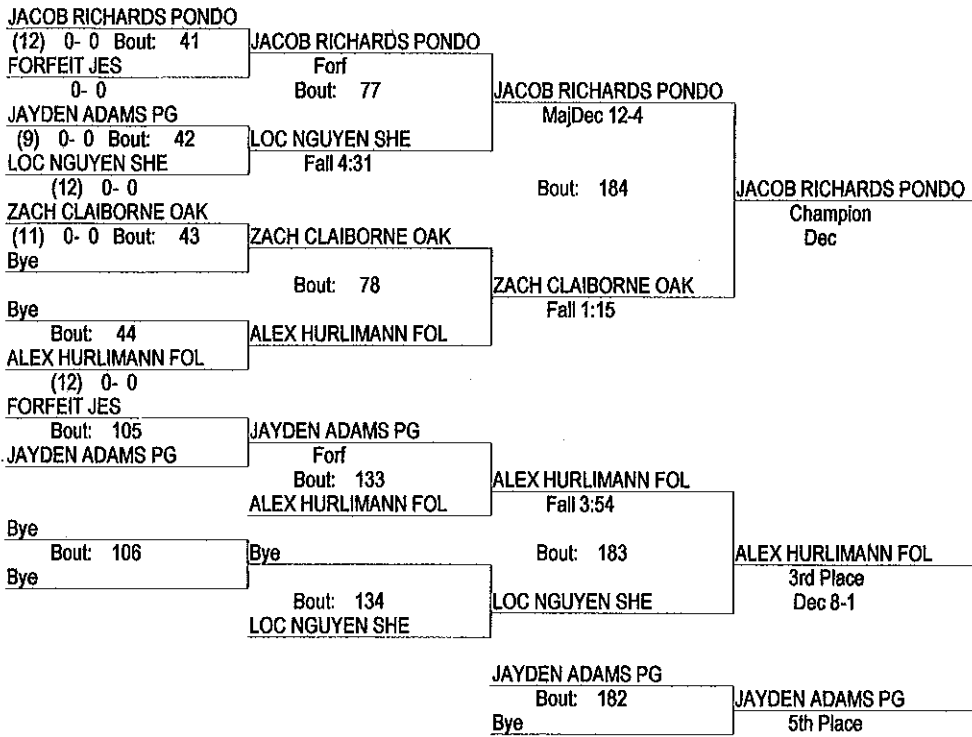 JACOB RICHARDS PONDO
(12) 0- 0 Bout: 41
FORFEIT JES
0- 0
JAYDEN ADAMS PG
(9) 0- 0 Bout: 42
LOC NGUYEN SHE
(12) 0- 0
ZACH CLAIBORNE OAK
(11) 0- 0 Bout: 43
Bye
Bye
Bout: 44
ALEX HURLIMANN FOL
(12) 0- 0
JACOB RICHARDS PONDO
Forf
Bout: 77
LOC NGUYEN SHE
Fall 4:31
ZACH CLAIBORNE OAK
Bout: 78
ALEX HURLIMANN FOL
JACOB RICHARDS PONDO
MajDec 12-4
Bout: 184
ZACH CLAIBORNE OAK
Fall 1:15
JACOB RICHARDS PONDO
Champion
Dec
FORFEIT JES
Bout: 105
JAYDEN ADAMS PG
Bye
Bout: 106
Bye
JAYDEN ADAMS PG
Forf
Bout: 133
ALEX HURLIMANN FOL
Bye
Bout: 134
LOC NGUYEN SHE
ALEX HURLIMANN FOL
Fall 3:54
Bout: 183
LOC NGUYEN SHE
ALEX HURLIMANN FOL
3rd Place
Dec 8-1
JAYDEN ADAMS PG
Bout: 182
Bye
JAYDEN ADAMS PG
5th Place